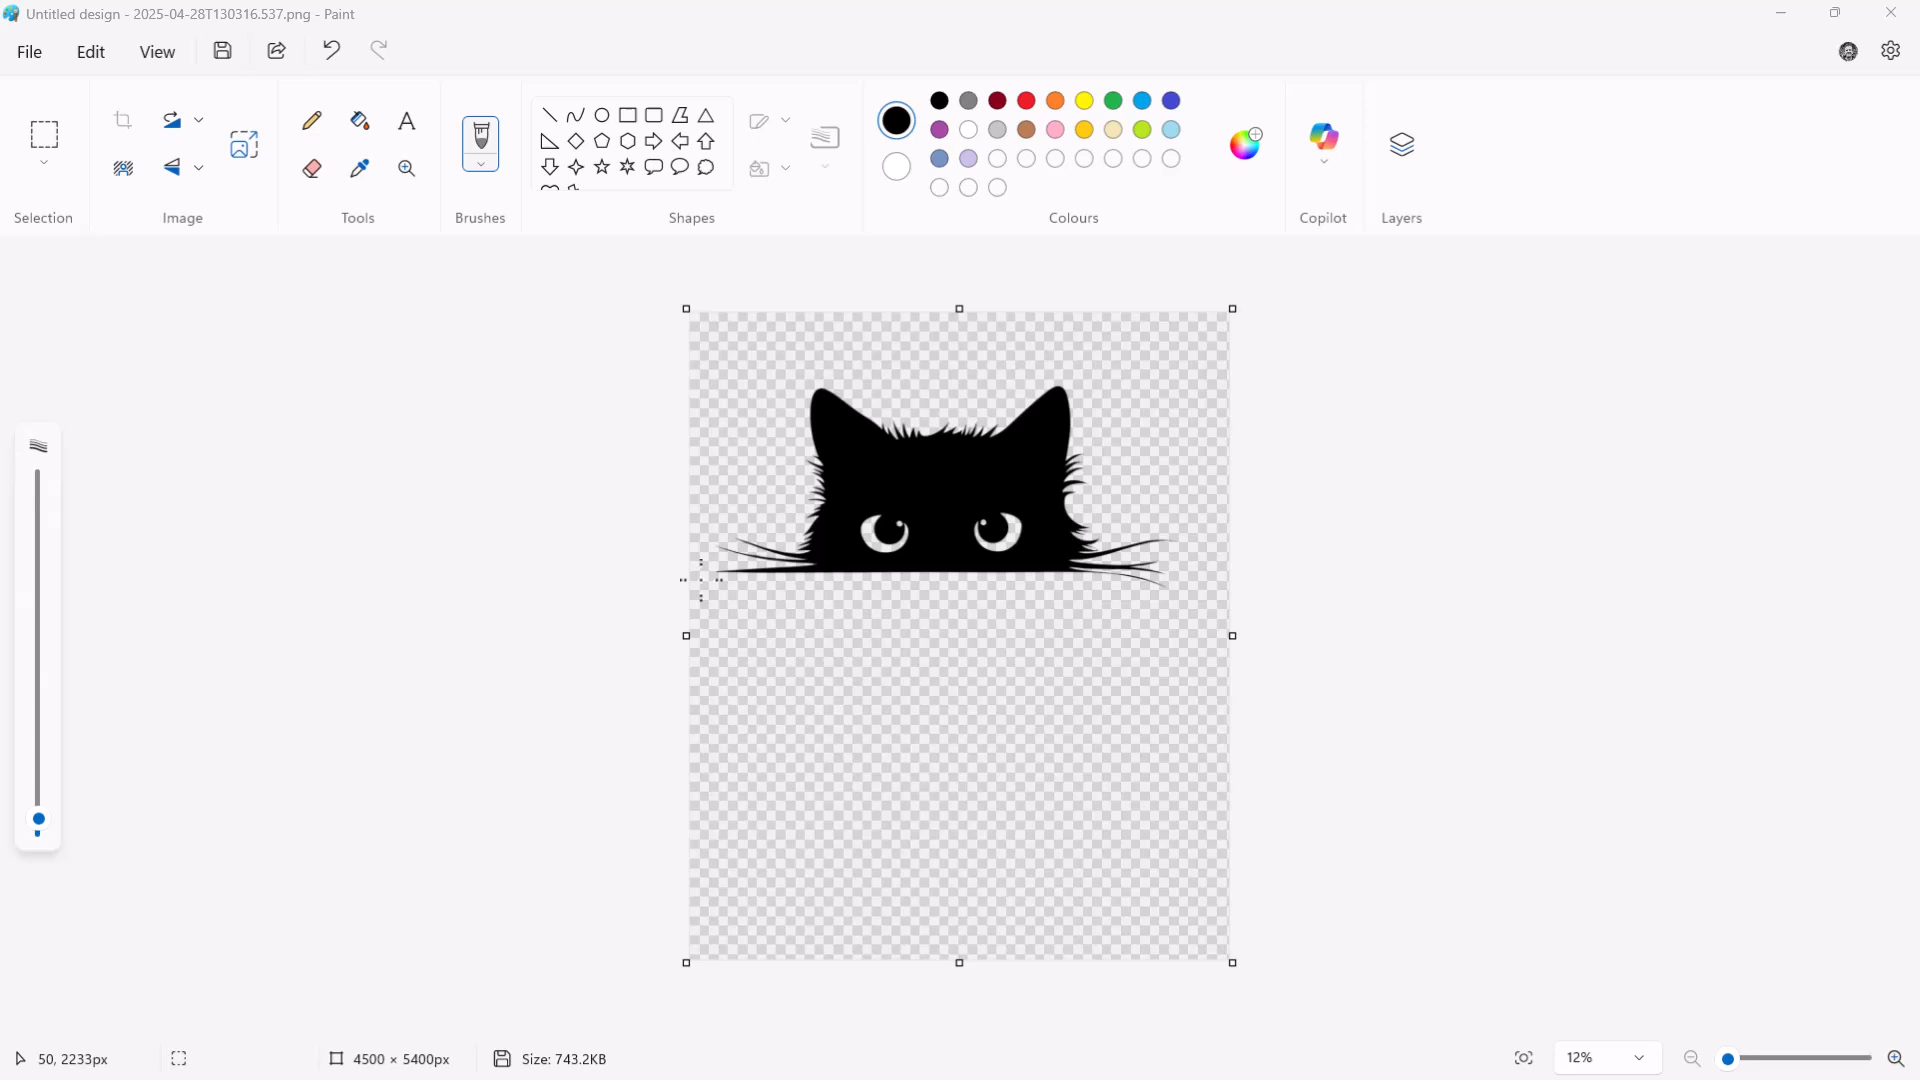 Untitled design - 2025-04-28T130316.537.png - Paint
File Edit View
Selection Image Tools Brushes Shapes Colours Copilot Layers
50, 2233px 4500 × 5400px Size: 743.2KB 12%